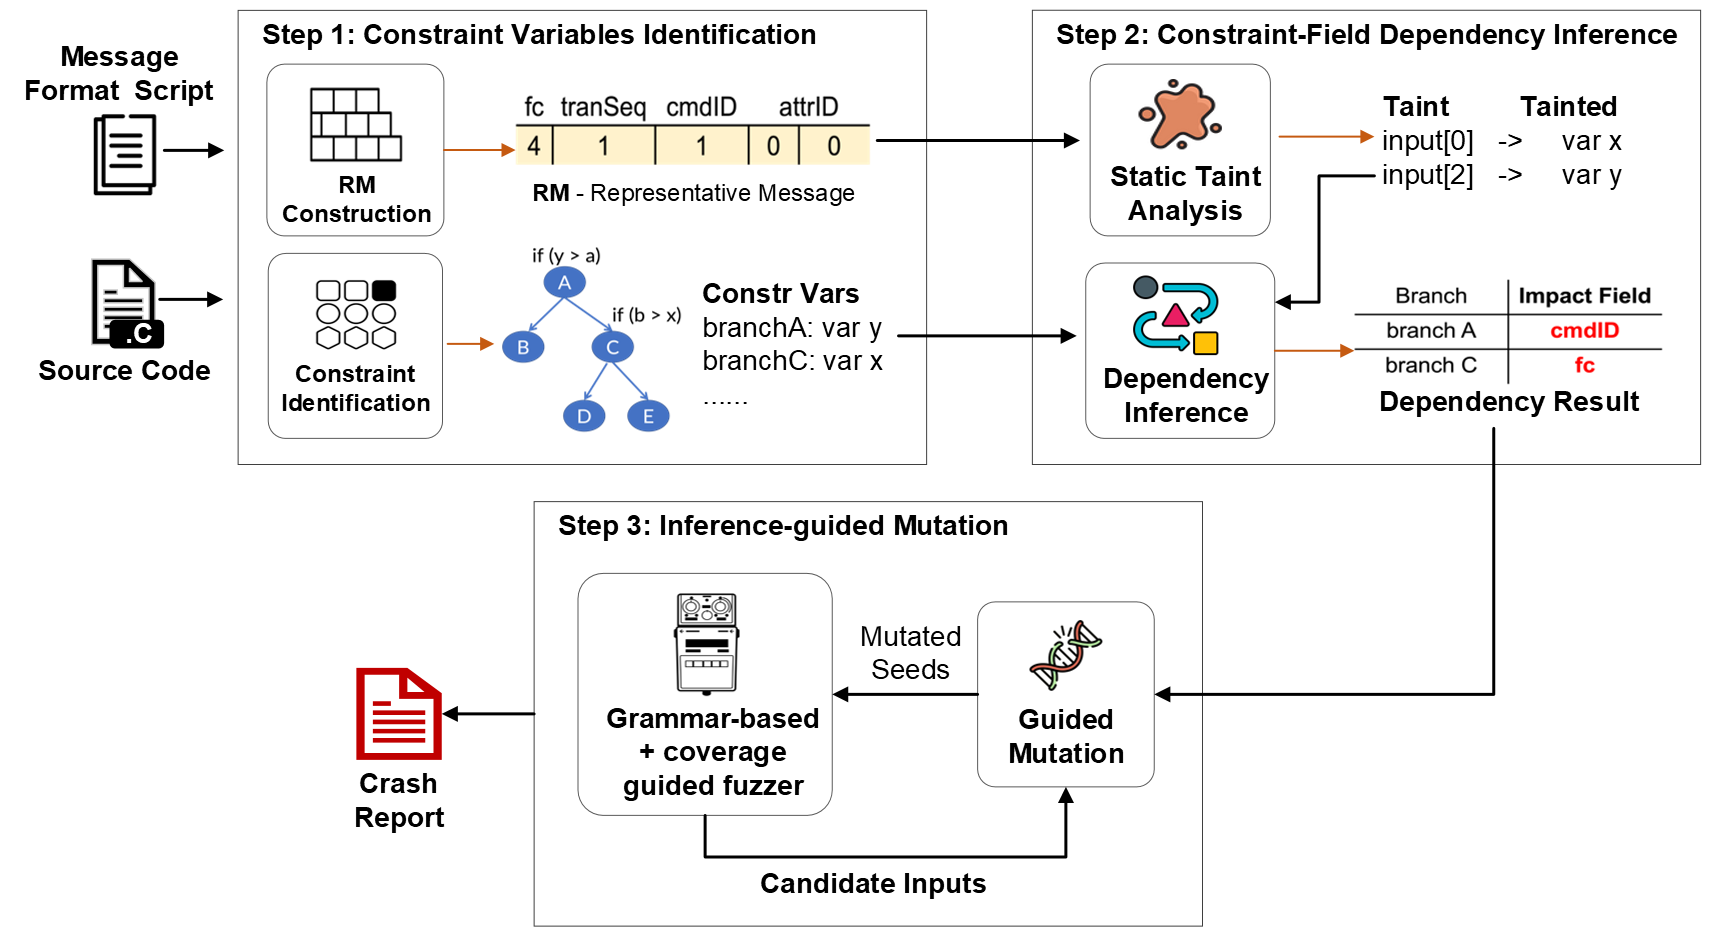 Message
Format Script
Source Code
.C
Step 1: Constraint Variables Identification
RM
Construction
fc tranSeq cmdID attrID
4 1 1 0 0
RM - Representative Message
Constraint
Identification
if (y > a)
A
if (b > x)
B
C
D
E
Constr Vars
branchA: var y
branchC: var x
......
Step 2: Constraint-Field Dependency Inference
Static Taint
Analysis
Taint Tainted
input[0] -> var x
input[2] -> var y
Dependency
Inference
Branch Impact Field
branch A cmdID
branch C fc
Dependency Result
Step 3: Inference-guided Mutation
Grammar-based
+ coverage
guided fuzzer
Mutated
Seeds
Guided
Mutation
Candidate Inputs
Crash
Report